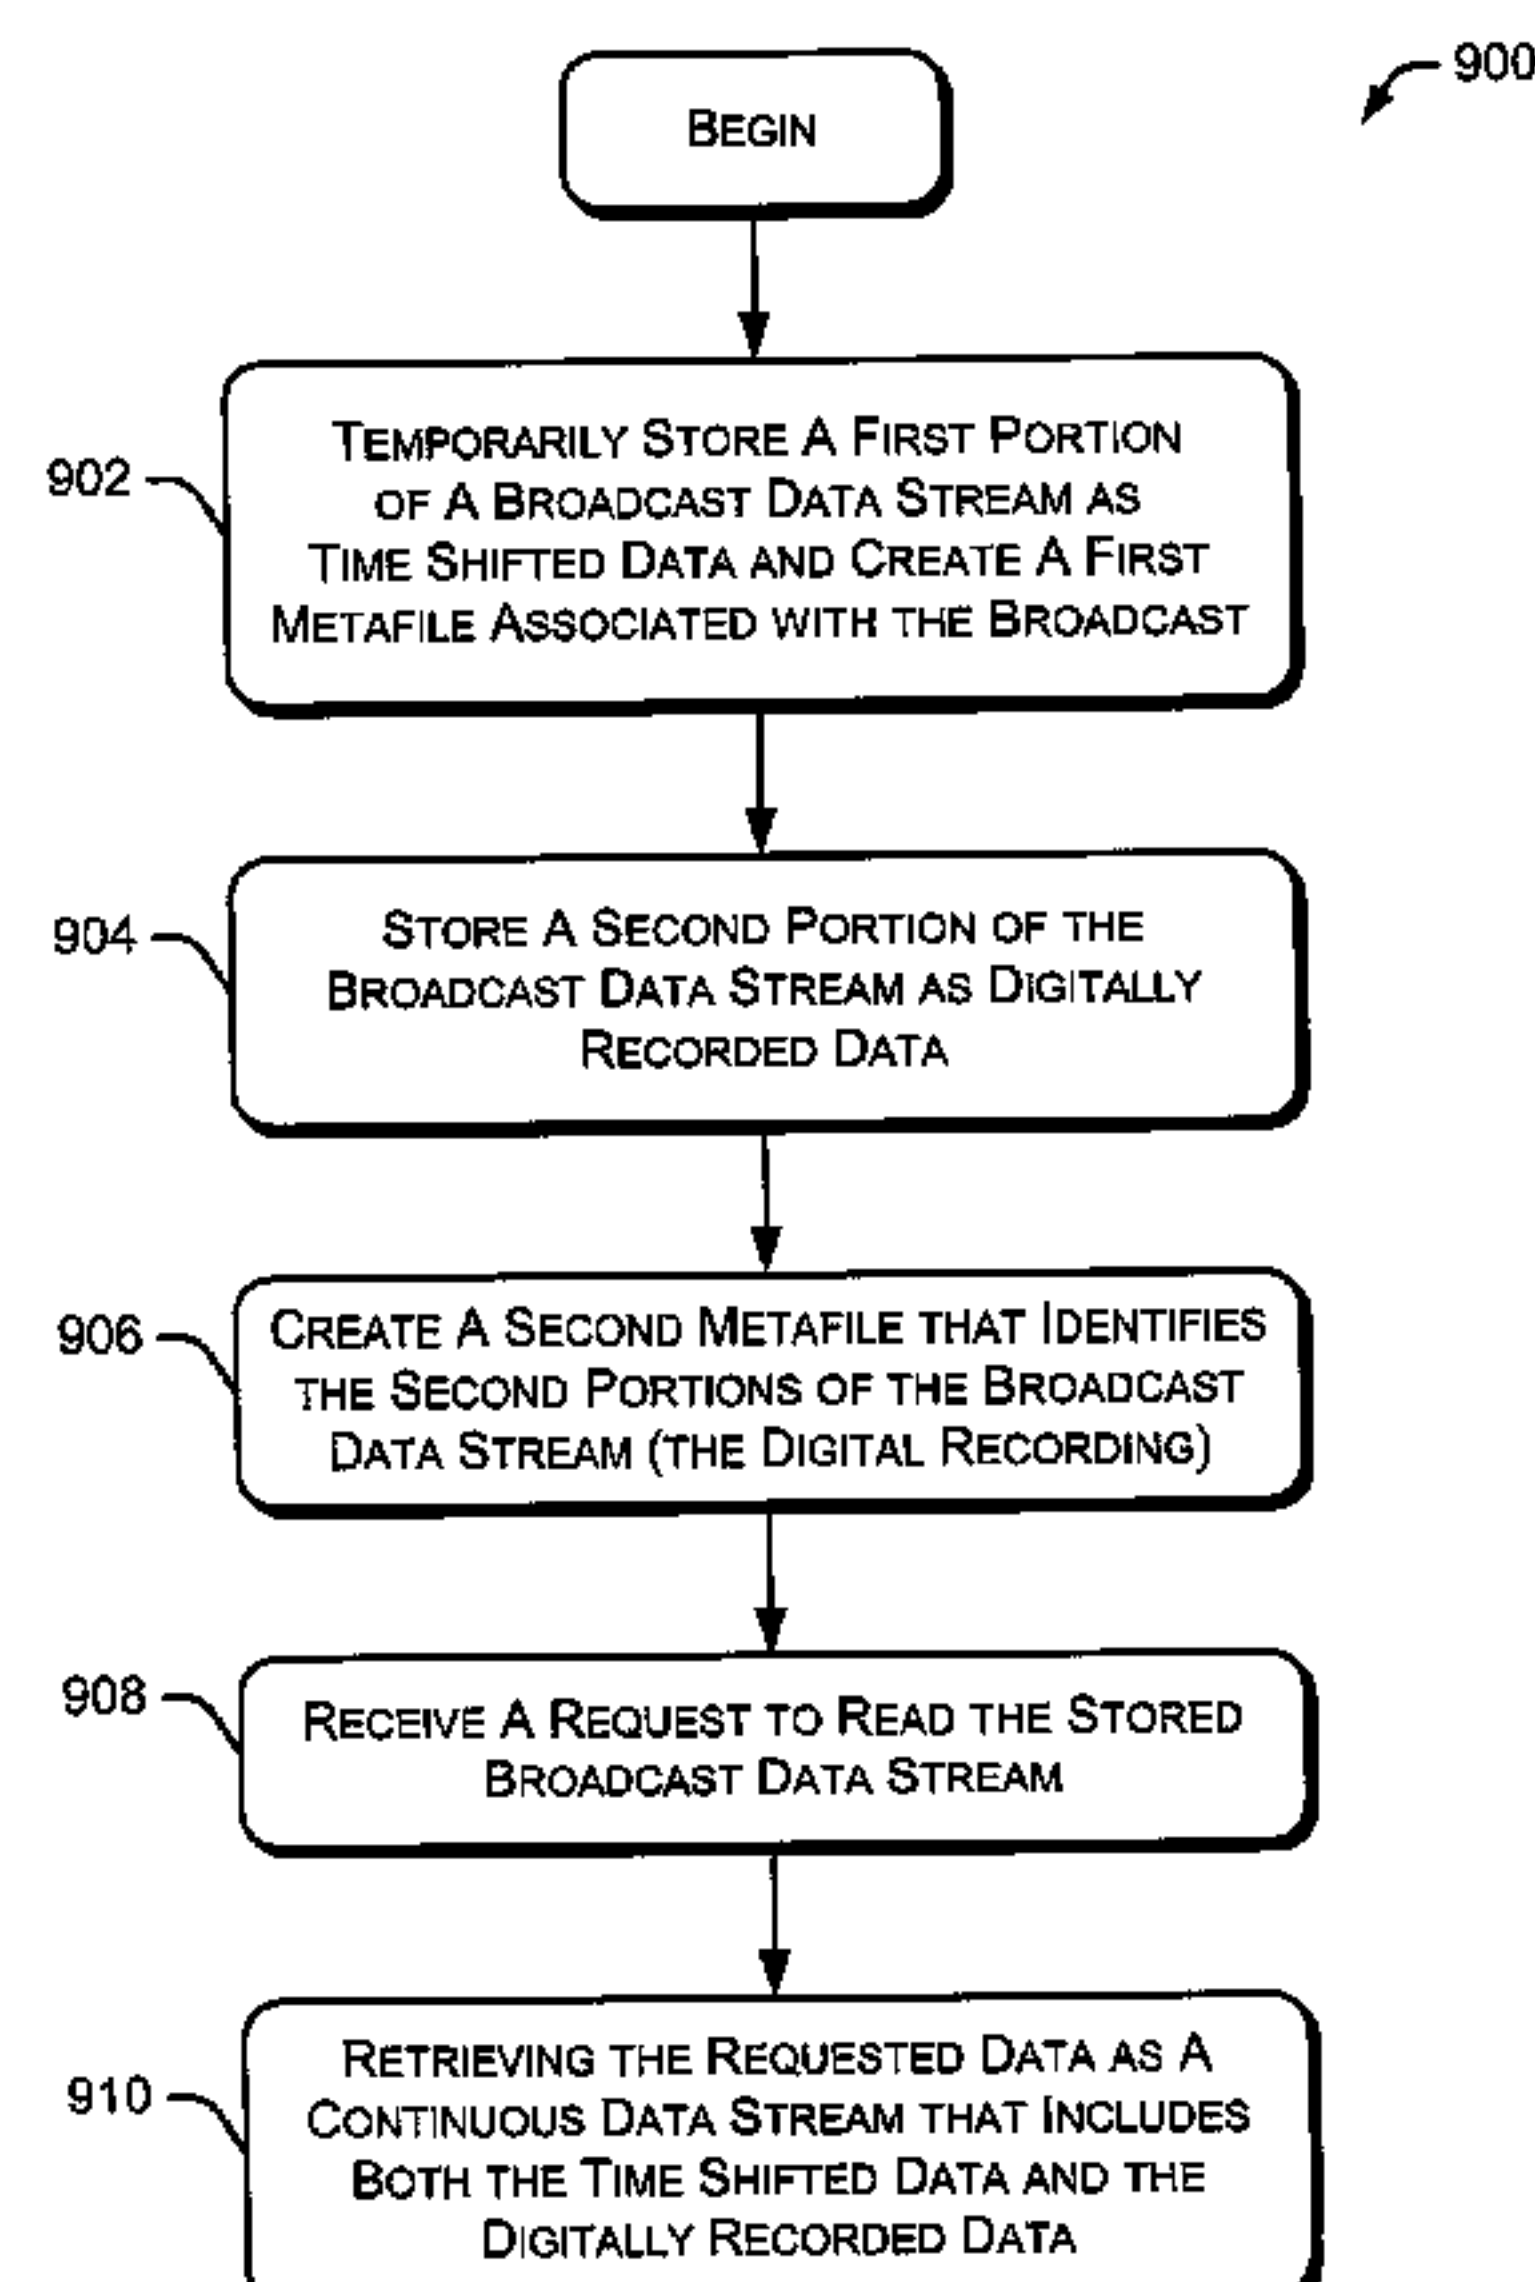 900
BEGIN
902
TEMPORARILY STORE A FIRST PORTION
OF A BROADCAST DATA STREAM AS
TIME SHIFTED DATA AND CREATE A FIRST
METAFILE ASSOCIATED WITH THE BROADCAST
904
STORE A SECOND PORTION OF THE
BROADCAST DATA STREAM AS DIGITALLY
RECORDED DATA
906
CREATE A SECOND METAFILE THAT IDENTIFIES
THE SECOND PORTIONS OF THE BROADCAST
DATA STREAM (THE DIGITAL RECORDING)
908
RECEIVE A REQUEST TO READ THE STORED
BROADCAST DATA STREAM
910
RETRIEVING THE REQUESTED DATA AS A
CONTINUOUS DATA STREAM THAT INCLUDES
BOTH THE TIME SHIFTED DATA AND THE
DIGITALLY RECORDED DATA